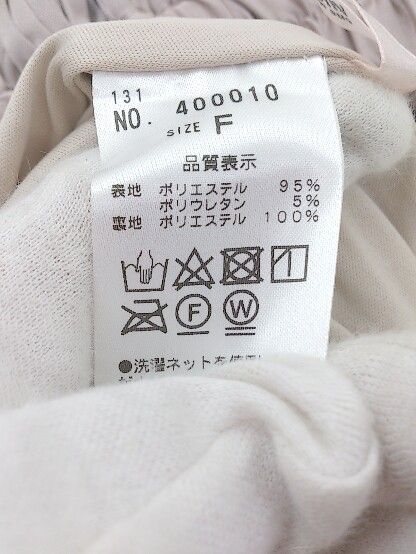 131
NO. 400010
SIZE F
品質表示
表地 ポリエステル 95%
ポリウレタン 5%
裏地 ポリエステル 100%
F W
●洗濯ネットを使用